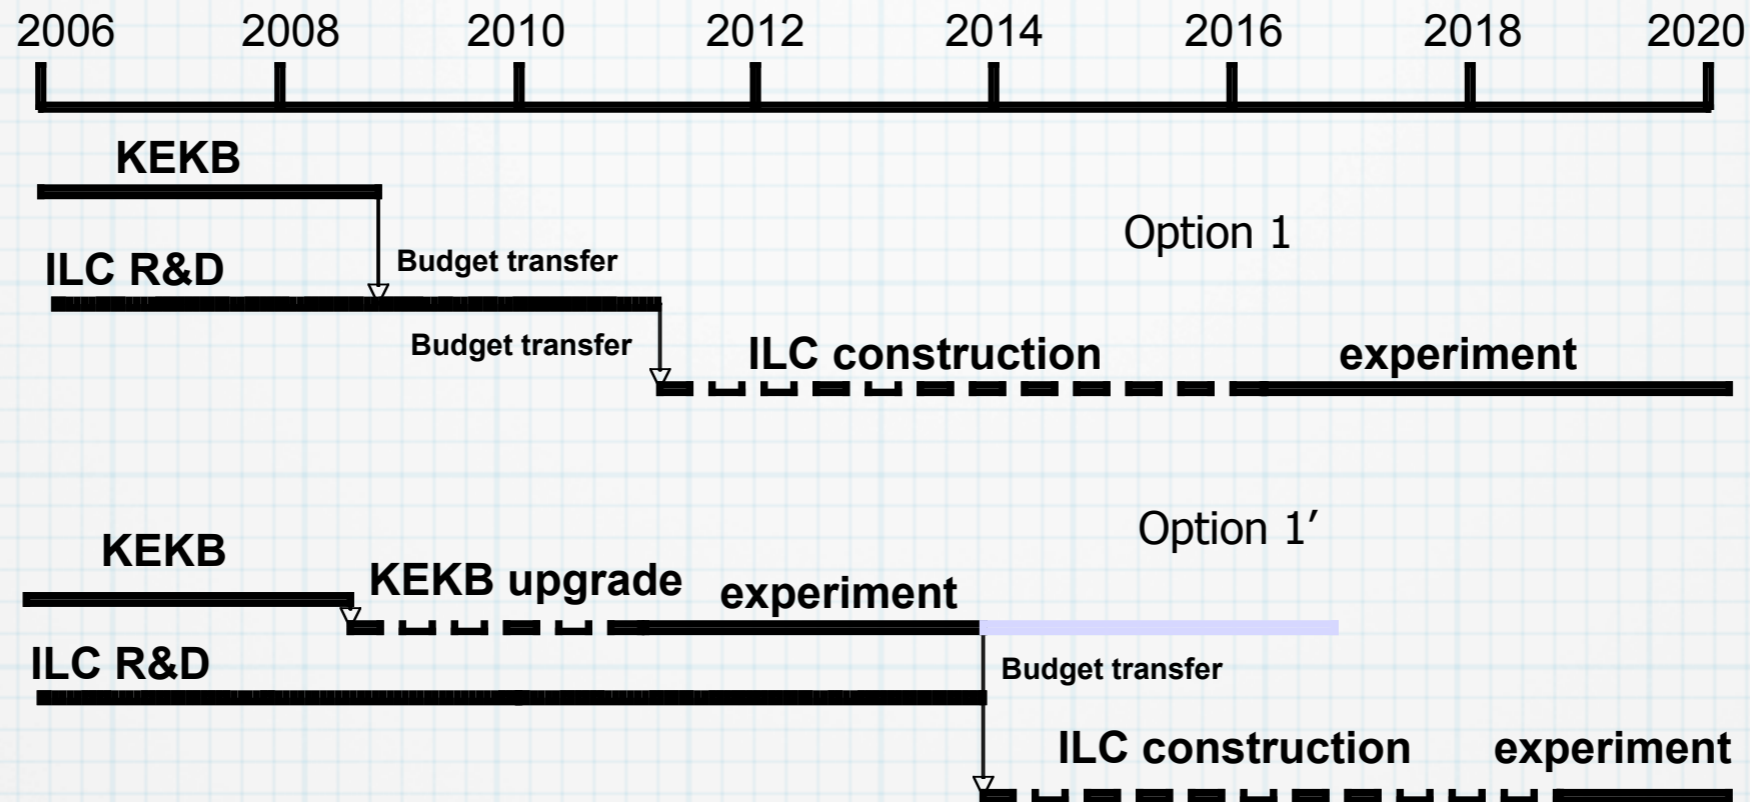 2006 2008 2010 2012 2014 2016 2018 2020
KEKB
Option 1
ILC R&D
Budget transfer
Budget transfer
ILC construction
experiment
Option 1’
KEKB
KEKB upgrade
experiment
ILC R&D
Budget transfer
ILC construction
experiment